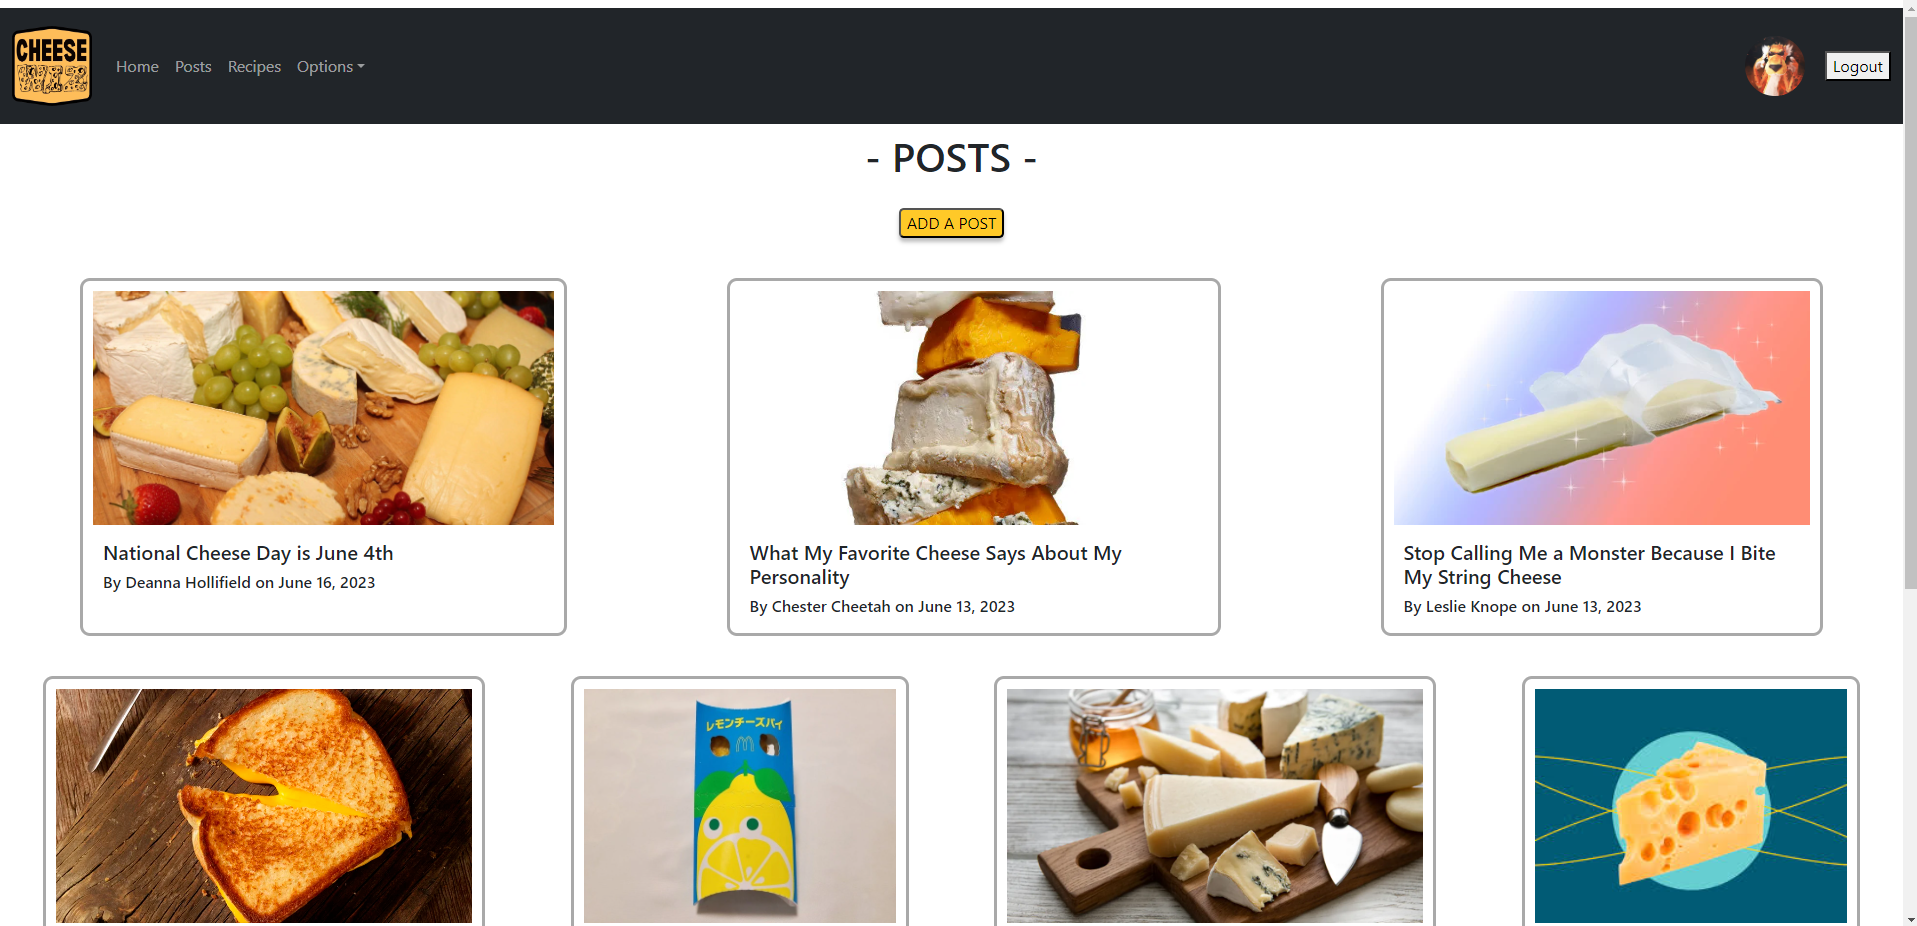 CHEESE
WIZ
Home Posts Recipes Options
Logout
- POSTS -
ADD A POST
National Cheese Day is June 4th
By Deanna Hollifield on June 16, 2023
What My Favorite Cheese Says About My
Personality
By Chester Cheetah on June 13, 2023
Stop Calling Me a Monster Because I Bite
My String Cheese
By Leslie Knope on June 13, 2023
レモンチーズパイ